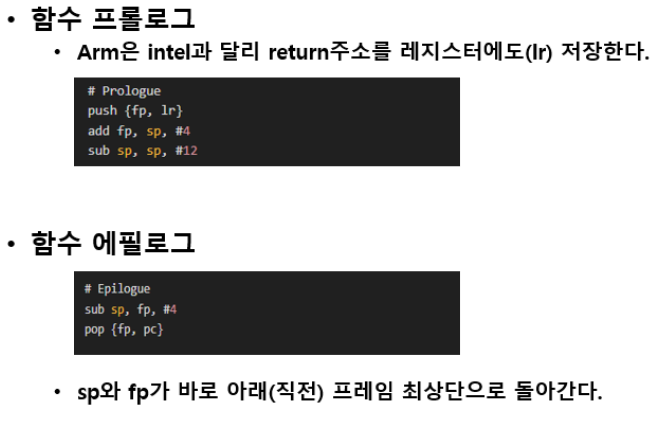 • 함수 프롤로그
• Arm은 intel과 달리 return주소를 레지스터에도(lr) 저장한다.
# Prologue
push {fp, lr}
add fp, sp, #4
sub sp, sp, #12
• 함수 에필로그
# Epilogue
sub sp, fp, #4
pop {fp, pc}
• sp와 fp가 바로 아래(직전) 프레임 최상단으로 돌아간다.